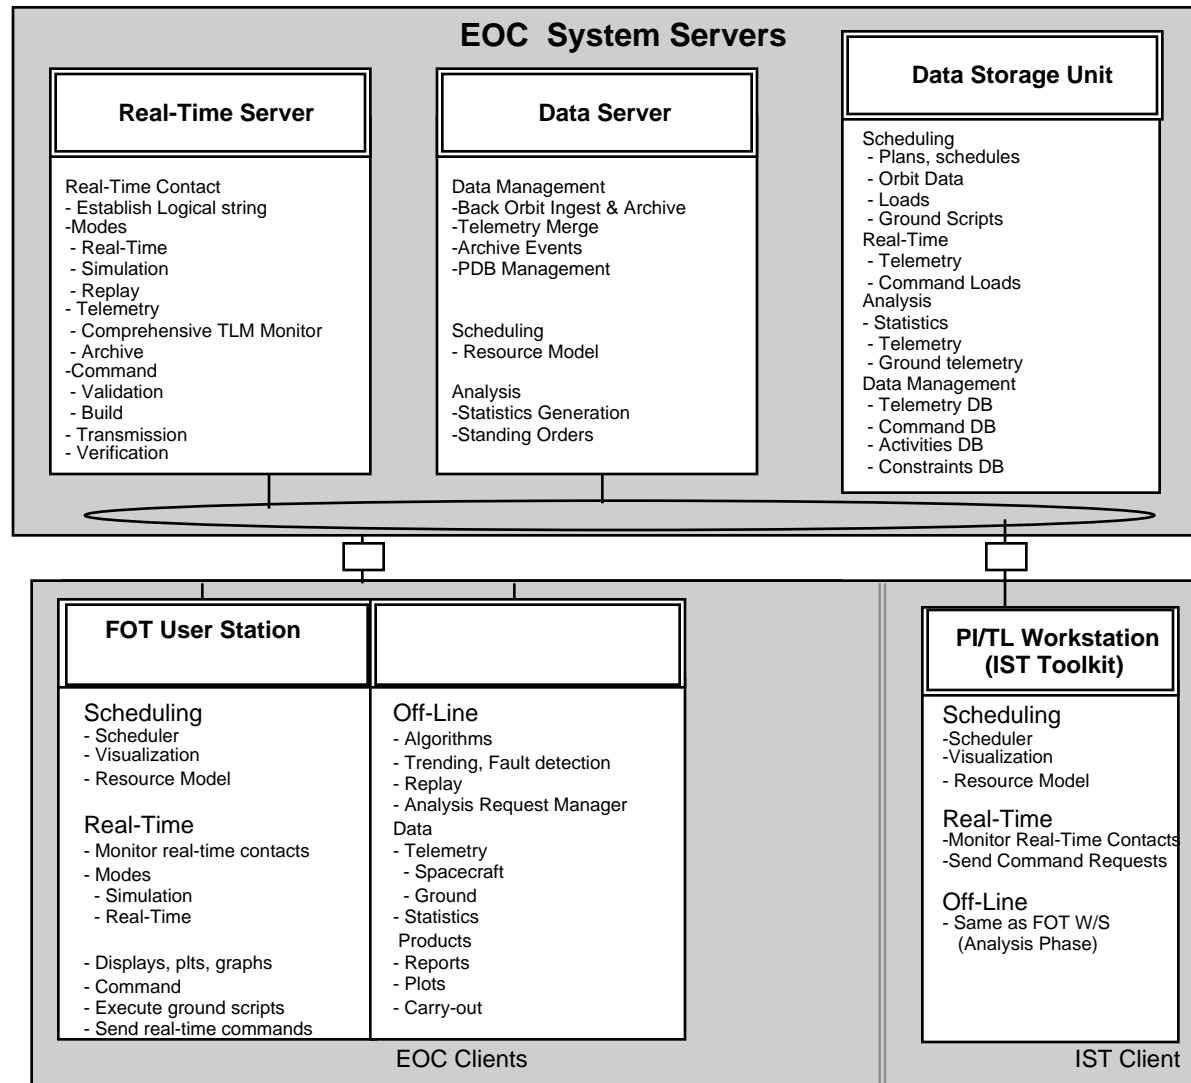 EOC System Servers
Real-Time Server
Real-Time Contact
- Establish Logical string
-Modes
- Real-Time
- Simulation
- Replay
- Telemetry
- Comprehensive TLM Monitor
- Archive
-Command
- Validation
- Build
- Transmission
- Verification
Data Server
Data Management
-Back Orbit Ingest & Archive
-Telemetry Merge
-Archive Events
-PDB Management
Scheduling
- Resource Model
Analysis
-Statistics Generation
-Standing Orders
Data Storage Unit
Scheduling
- Plans, schedules
- Orbit Data
- Loads
- Ground Scripts
Real-Time
- Telemetry
- Command Loads
Analysis
- Statistics
- Telemetry
- Ground telemetry
Data Management
- Telemetry DB
- Command DB
- Activities DB
- Constraints DB
FOT User Station
Scheduling
- Scheduler
- Visualization
- Resource Model
Real-Time
- Monitor real-time contacts
- Modes
- Simulation
- Real-Time
- Displays, plts, graphs
- Command
- Execute ground scripts
- Send real-time commands
Off-Line
- Algorithms
- Trending, Fault detection
- Replay
- Analysis Request Manager
Data
- Telemetry
- Spacecraft
- Ground
- Statistics
Products
- Reports
- Plots
- Carry-out
PI/TL Workstation
(IST Toolkit)
Scheduling
-Scheduler
-Visualization
- Resource Model
Real-Time
-Monitor Real-Time Contacts
-Send Command Requests
Off-Line
- Same as FOT W/S
(Analysis Phase)
EOC Clients
IST Client